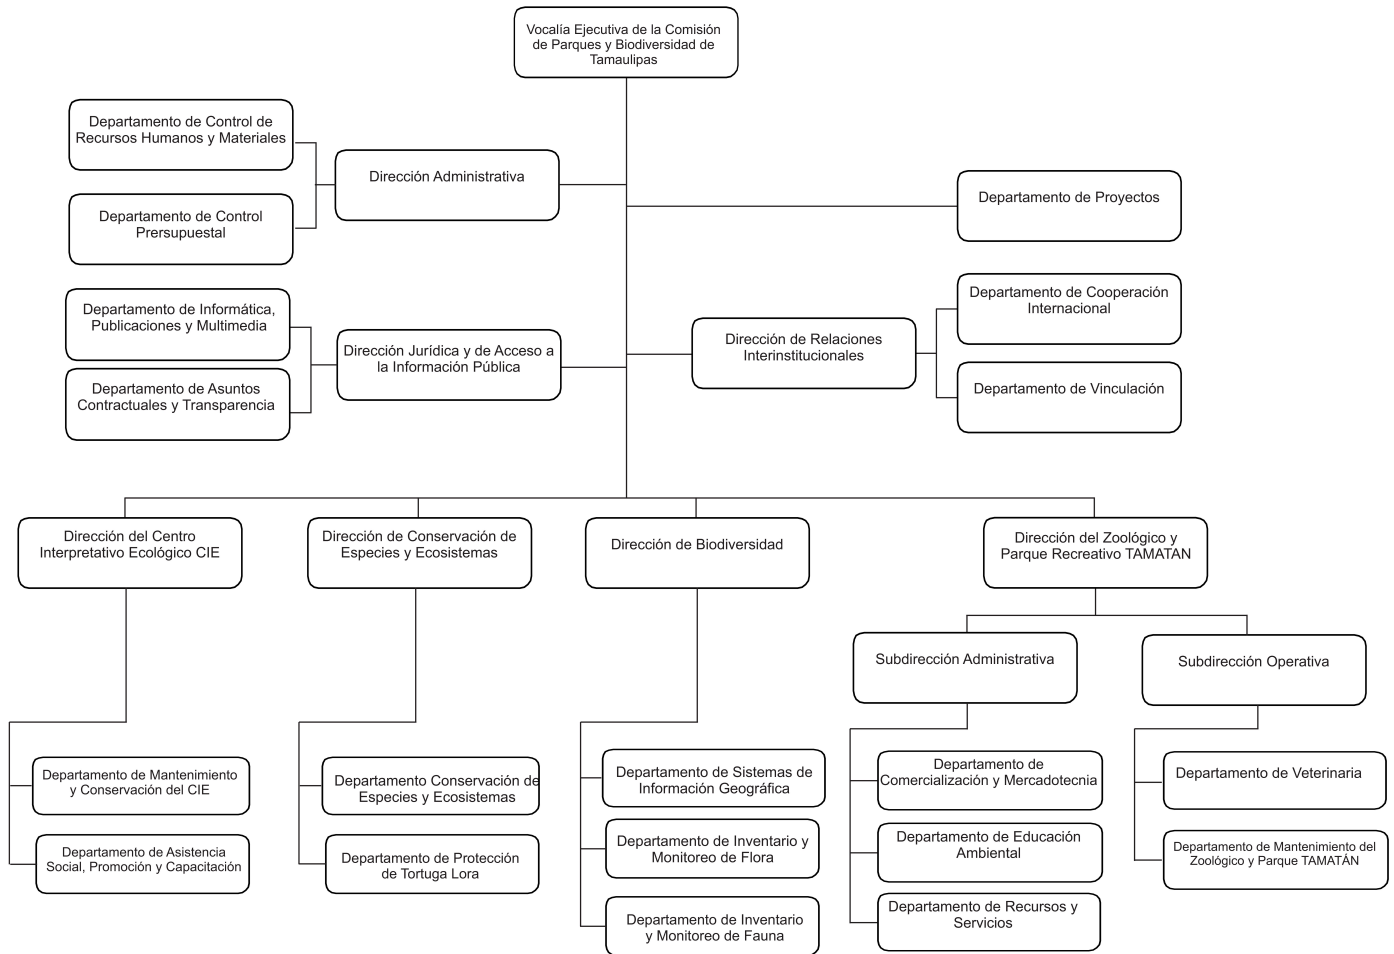 Vocalía Ejecutiva de la Comisión
de Parques y Biodiversidad de
Tamaulipas
Departamento de Control de
Recursos Humanos y Materiales
Dirección Administrativa
Departamento de Proyectos
Departamento de Control
Prersupuestal
Departamento de Informática,
Publicaciones y Multimedia
Dirección Jurídica y de Acceso a
la Información Pública
Departamento de Asuntos
Contractuales y Transparencia
Dirección de Relaciones
Interinstitucionales
Departamento de Cooperación
Internacional
Departamento de Vinculación
Dirección del Centro
Interpretativo Ecológico CIE
Dirección de Conservación de
Especies y Ecosistemas
Dirección de Biodiversidad
Dirección del Zoológico y
Parque Recreativo TAMATAN
Subdirección Administrativa
Subdirección Operativa
Departamento de Mantenimiento
y Conservación del CIE
Departamento de Asistencia
Social, Promoción y Capacitación
Departamento Conservación de
Especies y Ecosistemas
Departamento de Protección
de Tortuga Lora
Departamento de Sistemas de
Información Geográfica
Departamento de Inventario y
Monitoreo de Flora
Departamento de Inventario
y Monitoreo de Fauna
Departamento de
Comercialización y Mercadotecnia
Departamento de Educación
Ambiental
Departamento de Recursos y
Servicios
Departamento de Veterinaria
Departamento de Mantenimiento del
Zoológico y Parque TAMATÁN